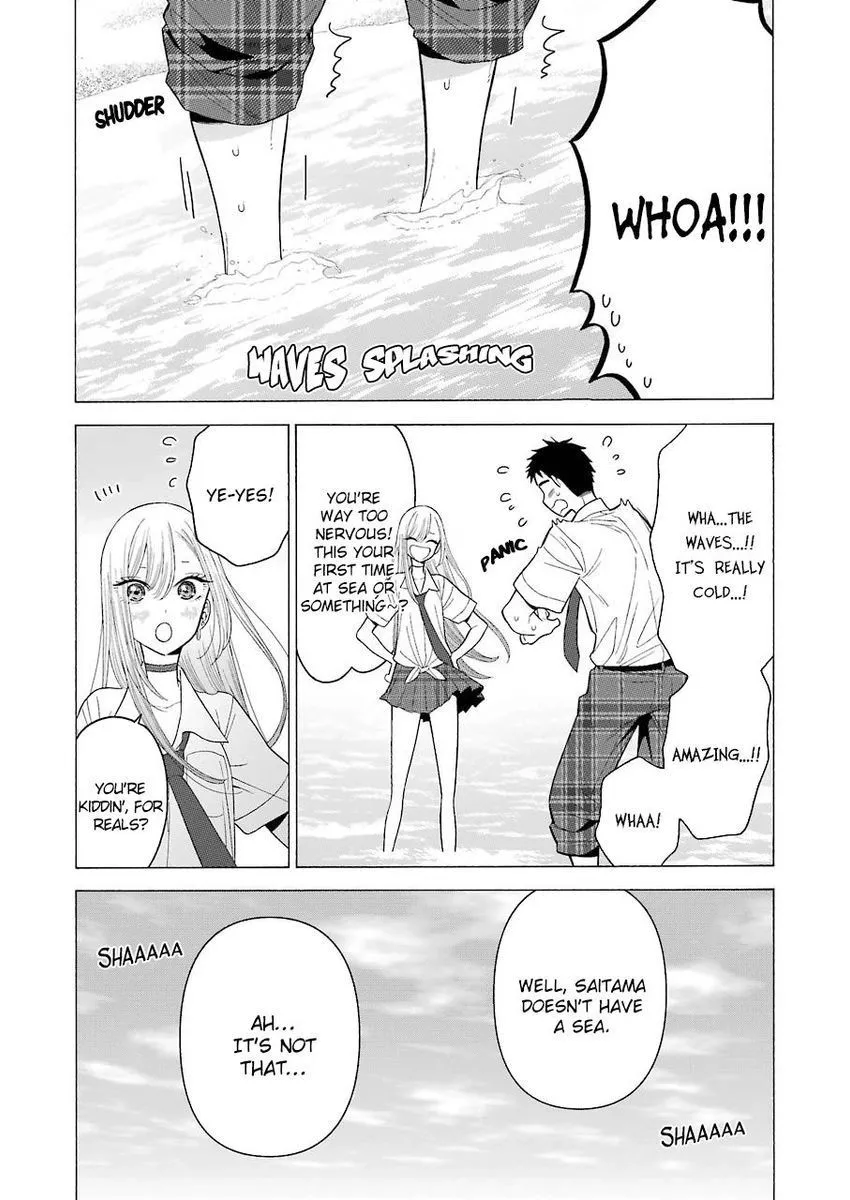 WHOA!!!
SHUDDER
WAVES SPLASHING
WHA...THE
WAVES...!!
IT'S REALLY
COLD...!
AMAZING...!!
WHAA!
PANIC
YOU'RE
WAY TOO
NERVOUS!
THIS YOUR
FIRST TIME
AT SEA OR
SOMETHING~?
YE-YES!
YOU'RE
KIDDIN', FOR
REALS?
WELL, SAITAMA
DOESN'T HAVE
A SEA.
SHAAAAA
AH...
IT'S NOT
THAT...
SHAAAAA